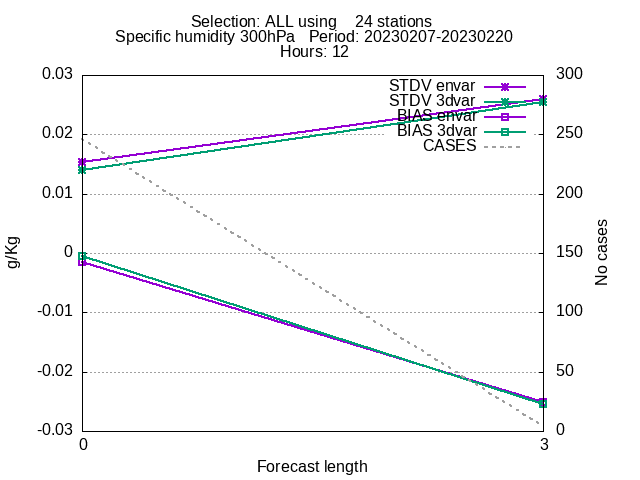 Selection: ALL using    24 stations
Specific humidity 300hPa   Period: 20230207-20230220
Hours: 12
0.03
0.02
0.01
0
-0.01
-0.02
-0.03
g/Kg
STDV envar
STDV 3dvar
BIAS envar
BIAS 3dvar
CASES
300
250
200
150
100
50
0
No cases
0
3
Forecast length